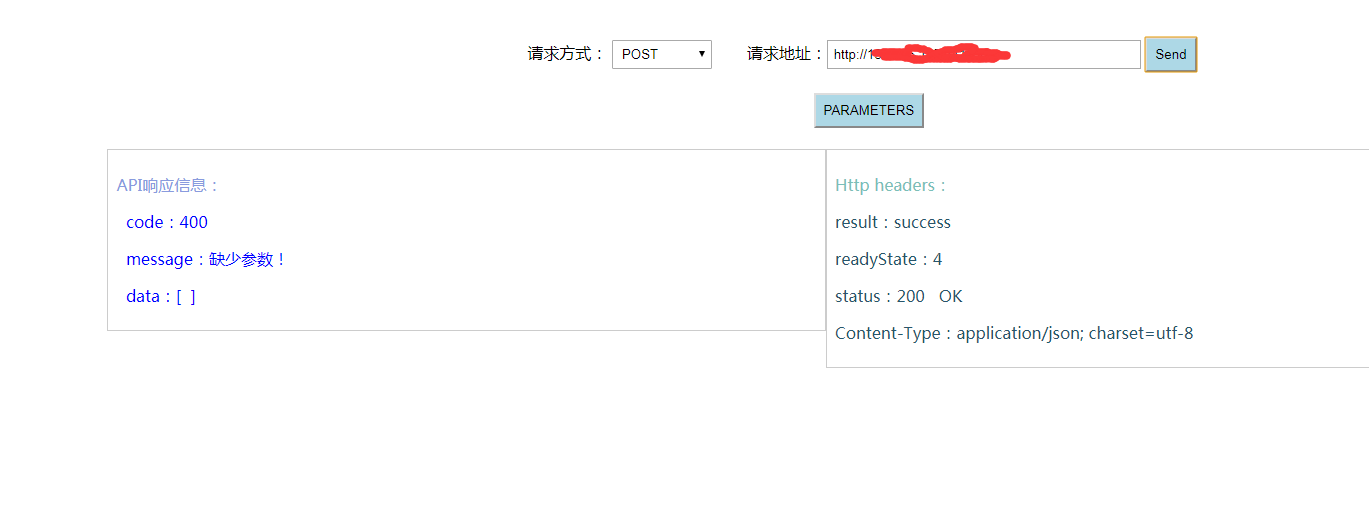 请求方式： POST 请求地址： http://1 Send
PARAMETERS
API响应信息：
code：400
message：缺少参数！
data：[ ]
Http headers：
result：success
readyState：4
status：200 OK
Content-Type：application/json; charset=utf-8